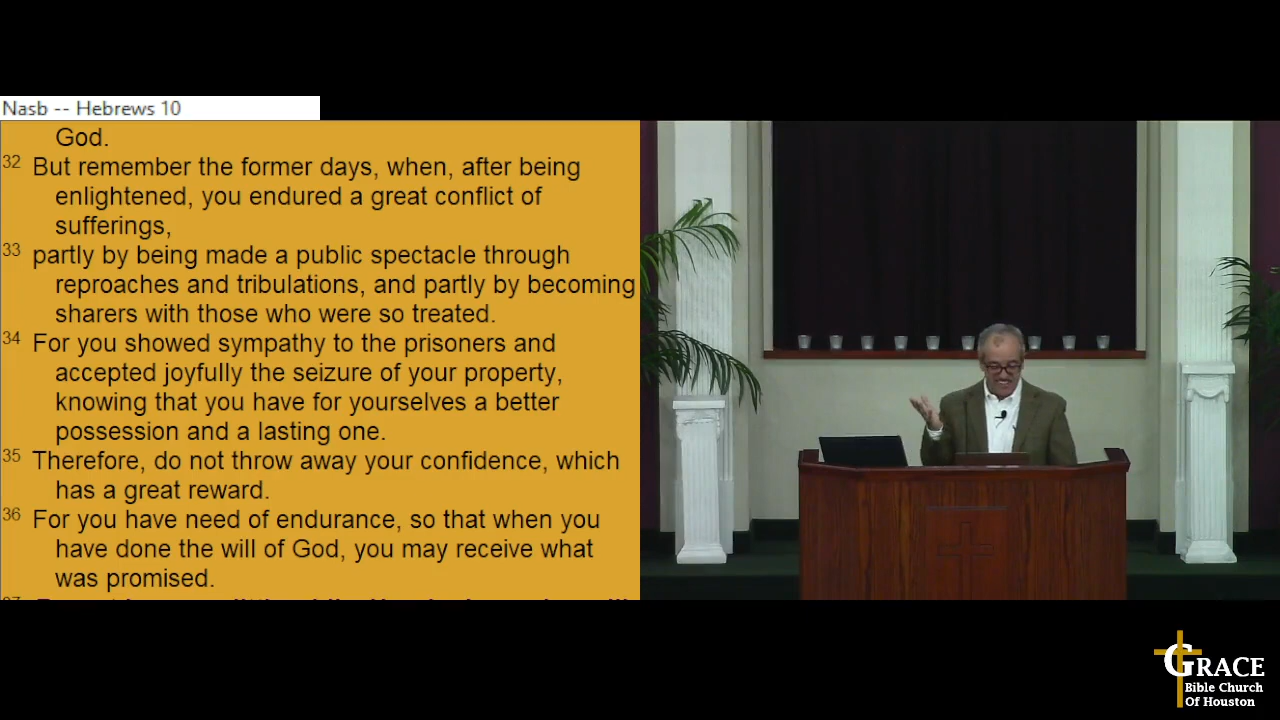 Nasb -- Hebrews 10
God.
32 But remember the former days, when, after being
enlightened, you endured a great conflict of
sufferings,
33 partly by being made a public spectacle through
reproaches and tribulations, and partly by becoming
sharers with those who were so treated.
34 For you showed sympathy to the prisoners and
accepted joyfully the seizure of your property,
knowing that you have for yourselves a better
possession and a lasting one.
35 Therefore, do not throw away your confidence, which
has a great reward.
36 For you have need of endurance, so that when you
have done the will of God, you may receive what
was promised.
GRACE
Bible Church
Of Houston